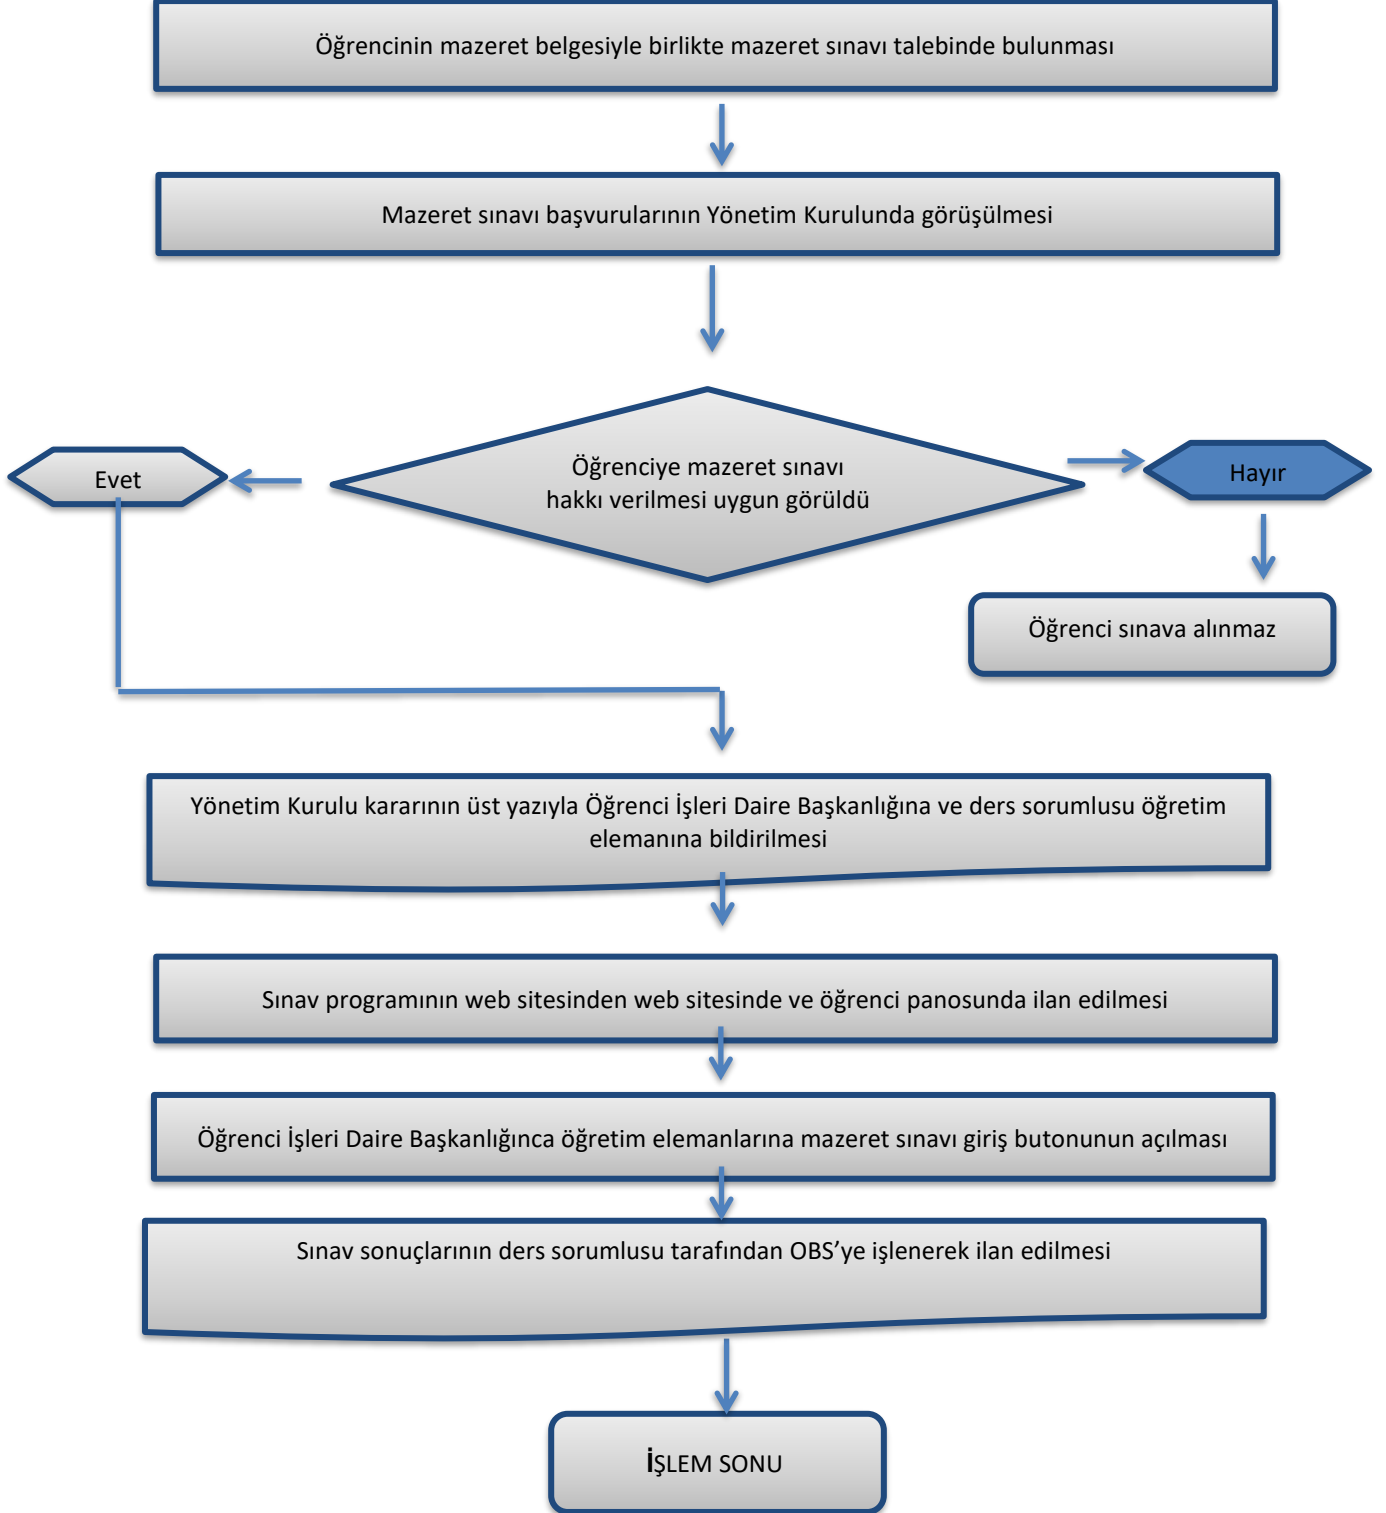 Öğrencinin mazeret belgesiyle birlikte mazeret sınavı talebinde bulunması
Mazeret sınavı başvurularının Yönetim Kurulunda görüşülmesi
Öğrenciye mazeret sınavı
hakkı verilmesi uygun görüldü
Evet
Hayır
Öğrenci sınava alınmaz
Yönetim Kurulu kararının üst yazıyla Öğrenci İşleri Daire Başkanlığına ve ders sorumlusu öğretim
elemanına bildirilmesi
Sınav programının web sitesinden web sitesinde ve öğrenci panosunda ilan edilmesi
Öğrenci İşleri Daire Başkanlığınca öğretim elemanlarına mazeret sınavı giriş butonunun açılması
Sınav sonuçlarının ders sorumlusu tarafından OBS’ye işlenerek ilan edilmesi
İŞLEM SONU